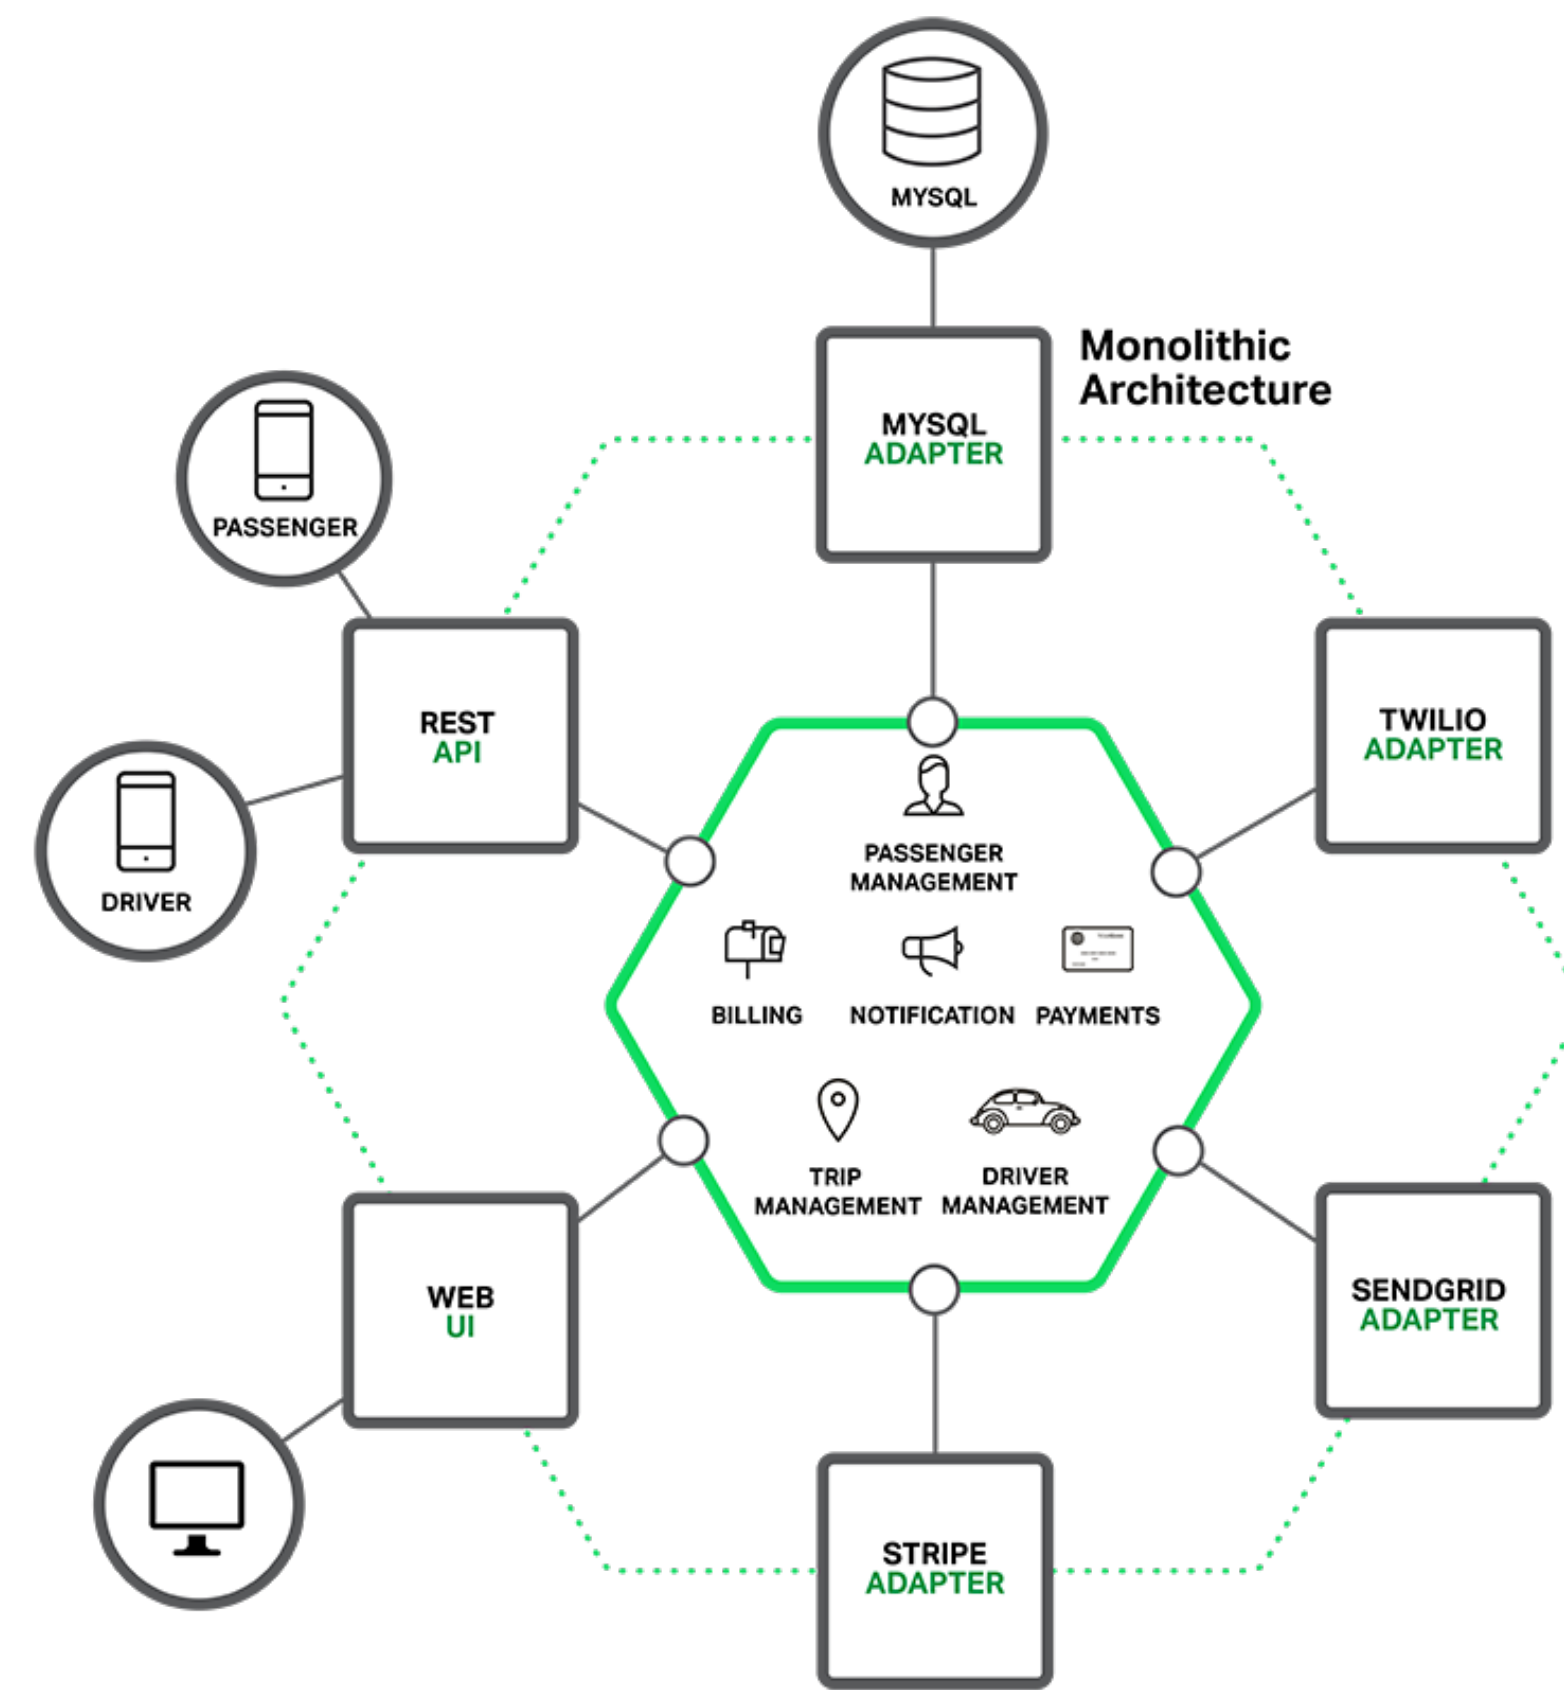 MYSQL
Monolithic
Architecture
MYSQL
ADAPTER
PASSENGER
REST
API
TWILIO
ADAPTER
DRIVER
PASSENGER
MANAGEMENT
BILLING
NOTIFICATION
PAYMENTS
TRIP
MANAGEMENT
DRIVER
MANAGEMENT
WEB
UI
SENDGRID
ADAPTER
STRIPE
ADAPTER